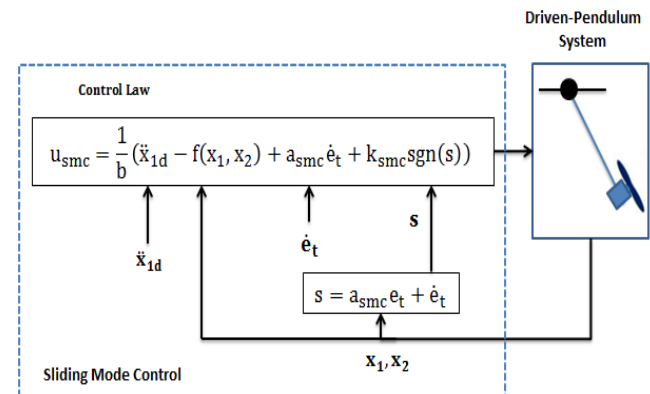 Driven-Pendulum
System
Control Law
u_smc = 1/b (ẍ_1d − f(x_1, x_2) + a_smc ė_t + k_smc sgn(s))
s
ẍ_1d
ė_t
s = a_smc e_t + ė_t
x_1, x_2
Sliding Mode Control